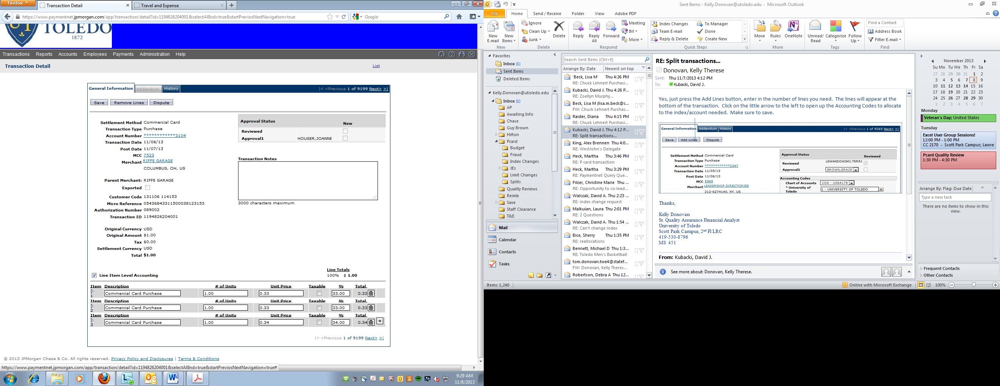 Firefox
Transaction Detail
Travel and Expense
https://www.paymentnet.jpmorgan.com/app/transaction/detail?id=1194826204001&selectAllInd=true&startPreviosNextNavigation=true
Google
TOLEDO
1872
Transactions Reports Accounts Employees Payments Administration Help
Transaction Detail
List
General Information Addendum History
|< <Previous 1 of 9199 Next> >|
Save Remove Lines Dispute
Settlement Method Commercial Card
Transaction Type Purchase
Account Number ************3104
Transaction Date 11/06/13
Post Date 11/07/13
MCC 7523
Merchant RIFFE GARAGE
COLUMBUS, OH, US
Parent Merchant: RIFFE GARAGE
Exported
Customer Code 131106 114153
Micro Reference 05436843311500038123153
Authorization Number 089002
Transaction ID 1194826204001
Original Currency USD
Original Amount $1.00
Tax $0.00
Settlement Currency USD
Total $1.00
Approval Status New
Reviewed
Approval1 HOUSER,JOANNE
Transaction Notes
3000 characters maximum
Line Item Level Accounting
Line Totals
100% $ 1.00
Item Description # of Units Unit Price Taxable % Total
1 Commercial Card Purchase 1.00 0.33 33.00 0.33
Item Description # of Units Unit Price Taxable % Total
2 Commercial Card Purchase 1.00 0.33 33.00 0.33
Item Description # of Units Unit Price Taxable % Total
3 Commercial Card Purchase 1.00 0.34 34.00 0.34
|< <Previous 1 of 9199 Next> >|
© 2013 JPMorgan Chase & Co. All rights reserved. Privacy Policy and Disclosures | Terms & Conditions
https://www.paymentnet.jpmorgan.com/app/transaction/detail?id=1194826204001&selectAllInd=true&startPreviosNextNavigation=true#
9:29 AM
11/8/2013
Sent Items - Kelly.Donovan@utoledo.edu - Microsoft Outlook
File Home Send / Receive Folder View Adobe PDF
New E-mail
New Items
New
Ignore
Clean Up
Junk
Delete
Delete
Reply
Reply All
Forward
Meeting
IM
More
Respond
Index Changes
Team E-mail
Reply & Delete
To Manager
Done
Create New
Quick Steps
Move
Rules
OneNote
Move
Unread/ Read
Categorize
Follow Up
Tags
Find a Contact
Address Book
Filter E-mail
Find
Favorites
Inbox (1)
Sent Items
Deleted Items
Kelly.Donovan@utoledo.edu
Inbox (1)
AP
Awaiting Info
Chase
Guy Brown
Hilton
Pcard
Budget
Fraud
Index Changes
JEs
Limit Changes
Splits
Quality Reviews
Reimb
Save
Staff Clearance
T&E
Mail
Calendar
Contacts
Tasks
Items: 1,240
Search Sent Items (Ctrl+E)
Arrange By: Date Newest on top
'Beck, Lisa M' Thu 4:26 PM
RE: Chuck Lehnert Purchasi...
Kubacki, David J. Thu 4:26 P...
RE: Zoellyn Murphy...
Beck, Lisa M (lisa.m.beck@c...
FW: Chuck Lehnert Purchasi...
Raider, Diana Thu 4:15 PM
RE: Chuck Lehnert Purchasi...
Kubacki, David J. Thu 4:12 P...
RE: Split transactions...
King, Alex Brennen Thu 4:0...
RE: WestJohn's Delegate
Heck, Martha Thu 3:46 PM
RE: P card transaction
Heck, Martha Thu 3:29 PM
RE: Paymentnet Query Que...
Filzer, Christine Marie Thu ...
RE: Opportunity to co-lead...
Walczak, David A. Thu 2:23 ...
RE: index change request
Malkuian, Laura Thu 2:01 PM
RE: 2 Questions
Walczak, David A. Thu 1:54 ...
RE: Can't change index
Bice, Sherry Thu 1:35 PM
RE: reallocations
Bennett, Michael D Thu 1:3...
RE: Toledo Men's Basketball
tom.donovan.twe4@statef...
FW: Donovan, Kelly Theres...
Robertson, Debra A Thu 12...
RE: Split transactions...
Donovan, Kelly Therese
Sent: Thu 11/7/2013 4:12 PM
To: Kubacki, David J.
Yes, just press the Add Lines button, enter in the number of lines you need. The lines will appear at the
bottom of the transaction. Click on the little arrow to the left to open up the Accounting Codes to allocate
to the index/account needed. Make sure to save.
General Information Addendum History
|< <Previous 1 of 9265 Next> >|
Save Add Lines Dispute
Settlement Method Commercial Card
Transaction Type Purchase
Account Number ************2347
Transaction Date 11/05/13
Post Date 11/06/13
MCC 5969
Merchant LEADERSHIP DIRECTORIES
212-6274140, NY, US
Approval Status Reviewed
Reviewed LEWANDOWSKI,TERRI
Approval1 BROWN,GRACE
Accounting Codes
Chart of Accounts COA - US64178
* University of Toledo 1 - UNIVERSITY OF TOLEDO
Thanks,
Kelly Donovan
Sr. Quality Assurance Financial Analyst
University of Toledo
Scott Park Campus, 2nd Fl LRC
419-530-8796
MS 451
From: Kubacki, David J.
See more about: Donovan, Kelly Therese.
Online with Microsoft Exchange
100%
November 2013
Su Mo Tu We Th Fr Sa
27 28 29 30 31 1 2
3 4 5 6 7 8 9
10 11 12 13 14 15 16
17 18 19 20 21 22 23
24 25 26 27 28 29 30
1 2 3 4 5 6 7
Monday
Veteran's Day; United States
Tuesday
Excel User Group Sessions!
12:00 PM - 1:00 PM
CC 2170 - Scott Park Campus; Lawre
Pcard Quality Review
1:30 PM - 4:30 PM
Arrange By: Flag: Due Date
Type a new task
There are no items to show in this
view.
Frequent Contacts
Other Contacts